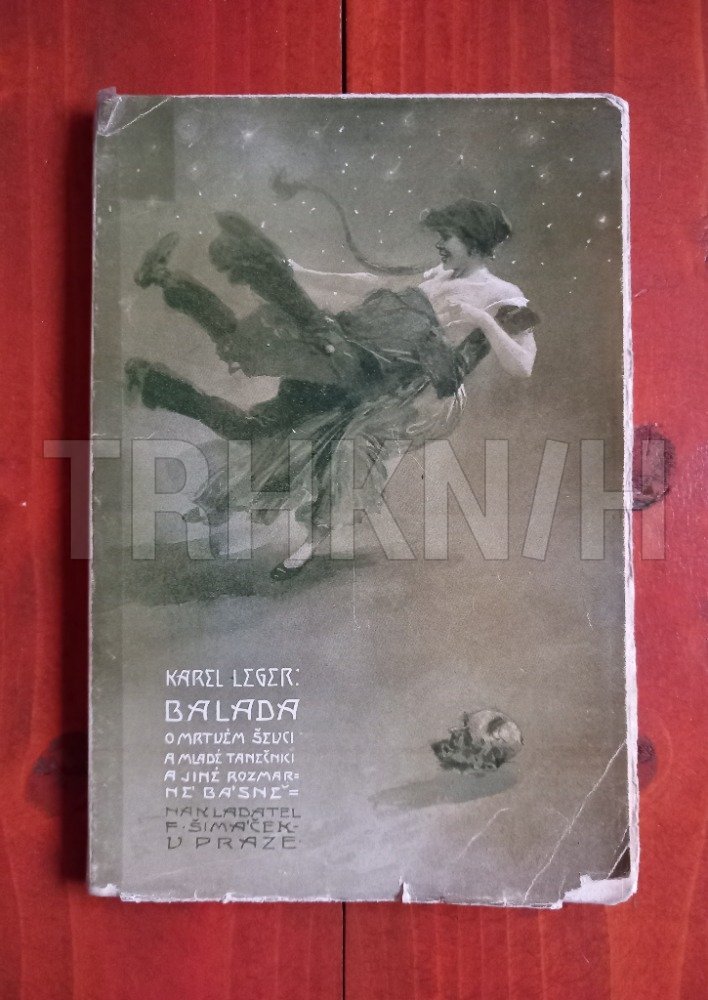 TRHKNIH
KAREL LEGER:
BALADA
O MRTVÉM ŠEVCI
A MLADÉ TANEČNICI
A JINÉ ROZMAR=
NÉ BÁSNĚ=
NAKLADATEL
F. ŠIMÁČEK-
V PRAZE